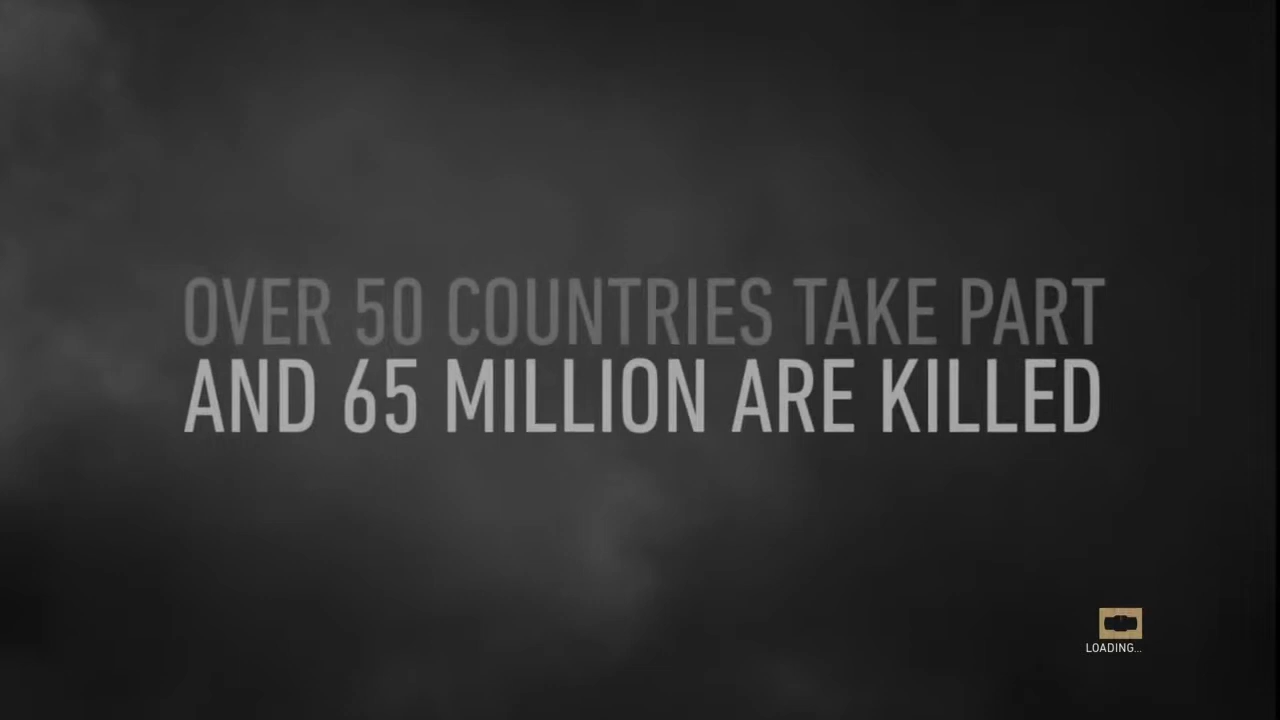 OVER 50 COUNTRIES TAKE PART
AND 65 MILLION ARE KILLED
LOADING...